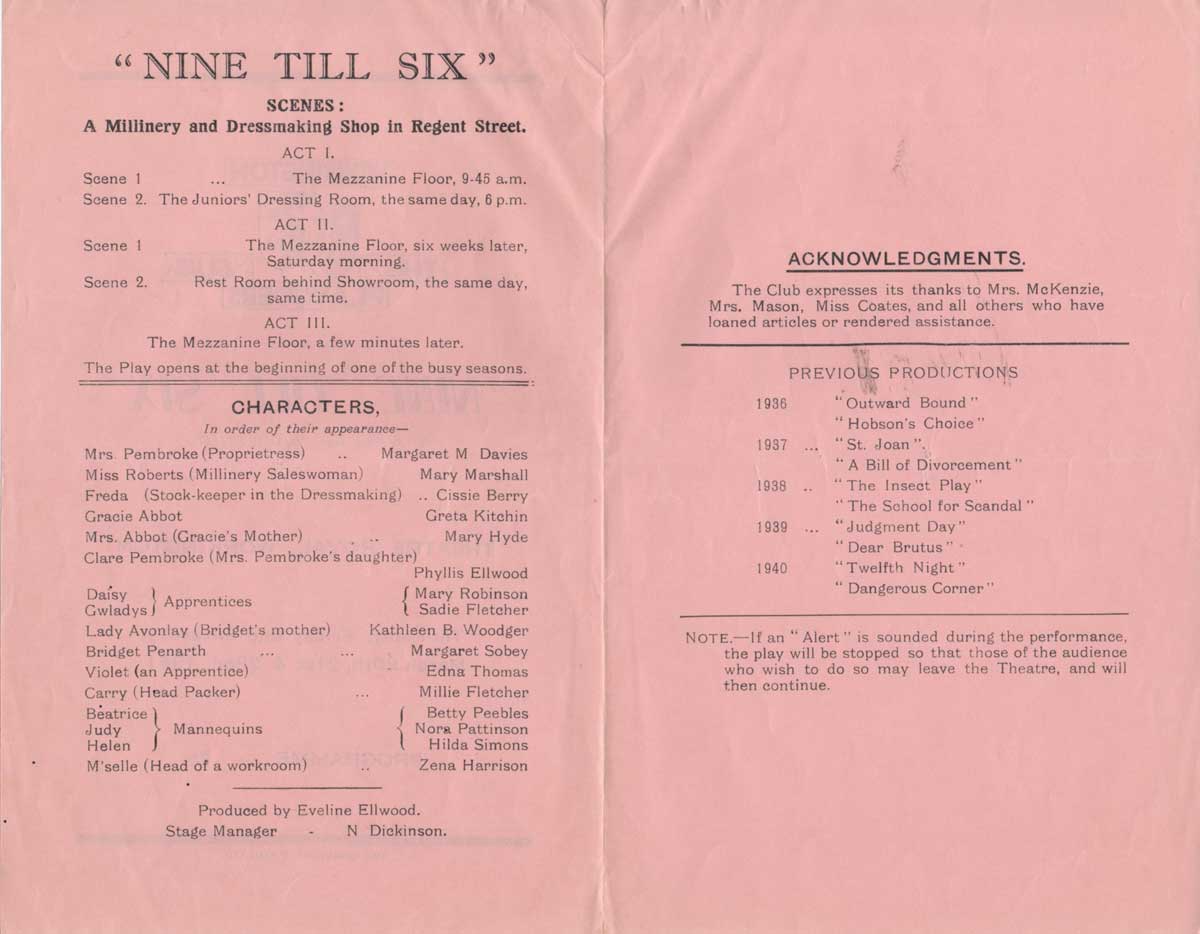 “ NINE TILL SIX ”
SCENES :
A Millinery and Dressmaking Shop in Regent Street.
ACT I.
Scene 1 ... The Mezzanine Floor, 9-45 a.m.
Scene 2. The Juniors' Dressing Room, the same day, 6 p.m.
ACT II.
Scene 1 The Mezzanine Floor, six weeks later,
Saturday morning.
Scene 2. Rest Room behind Showroom, the same day,
same time.
ACT III.
The Mezzanine Floor, a few minutes later.
The Play opens at the beginning of one of the busy seasons.
CHARACTERS,
In order of their appearance—
Mrs. Pembroke (Proprietress) .. Margaret M Davies
Miss Roberts (Millinery Saleswoman) Mary Marshall
Freda (Stock-keeper in the Dressmaking) .. Cissie Berry
Gracie Abbot Greta Kitchin
Mrs. Abbot (Gracie's Mother) . .. Mary Hyde
Clare Pembroke (Mrs. Pembroke's daughter)
Phyllis Ellwood
Daisy Mary Robinson
Apprentices
Gwladys Sadie Fletcher
Lady Avonlay (Bridget's mother) Kathleen B. Woodger
Bridget Penarth ... ... Margaret Sobey
Violet (an Apprentice) Edna Thomas
Carry (Head Packer) ... Millie Fletcher
Beatrice Betty Peebles
Judy Mannequins Nora Pattinson
Helen Hilda Simons
M'selle (Head of a workroom) .. Zena Harrison
Produced by Eveline Ellwood.
Stage Manager - N Dickinson.
ACKNOWLEDGMENTS.
The Club expresses its thanks to Mrs. McKenzie,
Mrs. Mason, Miss Coates, and all others who have
loaned articles or rendered assistance.
PREVIOUS PRODUCTIONS
1936 “ Outward Bound ”
“ Hobson's Choice ”
1937 ... “ St. Joan ”.
“ A Bill of Divorcement ”
1938 .. “ The Insect Play ”
“ The School for Scandal ”
1939 ... “ Judgment Day ”
“ Dear Brutus ”
1940 “ Twelfth Night ”
“ Dangerous Corner ”
NOTE.—If an “ Alert ” is sounded during the performance,
the play will be stopped so that those of the audience
who wish to do so may leave the Theatre, and will
then continue.